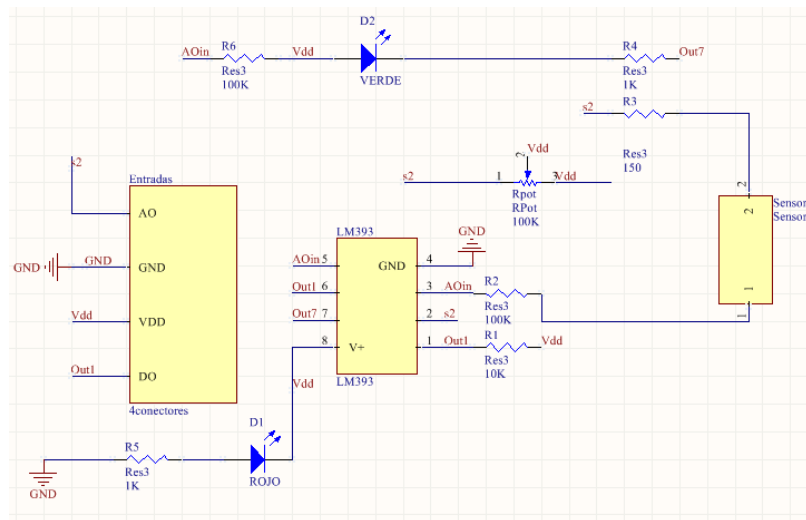 D2
AOin
R6
Vdd
R4
Out7
Res3
100K
VERDE
Res3
1K
s2
R3
Res3
150
s2
Vdd
2
s2
1
3
Vdd
Rpot
RPot
100K
2
2
Sensor
Sensor
1
1
Entradas
AO
GND
GND
GND
Vdd
VDD
Out1
DO
4conectores
LM393
GND
AOin
5
GND
4
Out1
6
3
AOin
R2
Res3
100K
Out7
7
2
s2
8
V+
1
Out1
R1
Vdd
Res3
10K
LM393
Vdd
D1
R5
Res3
1K
ROJO
GND